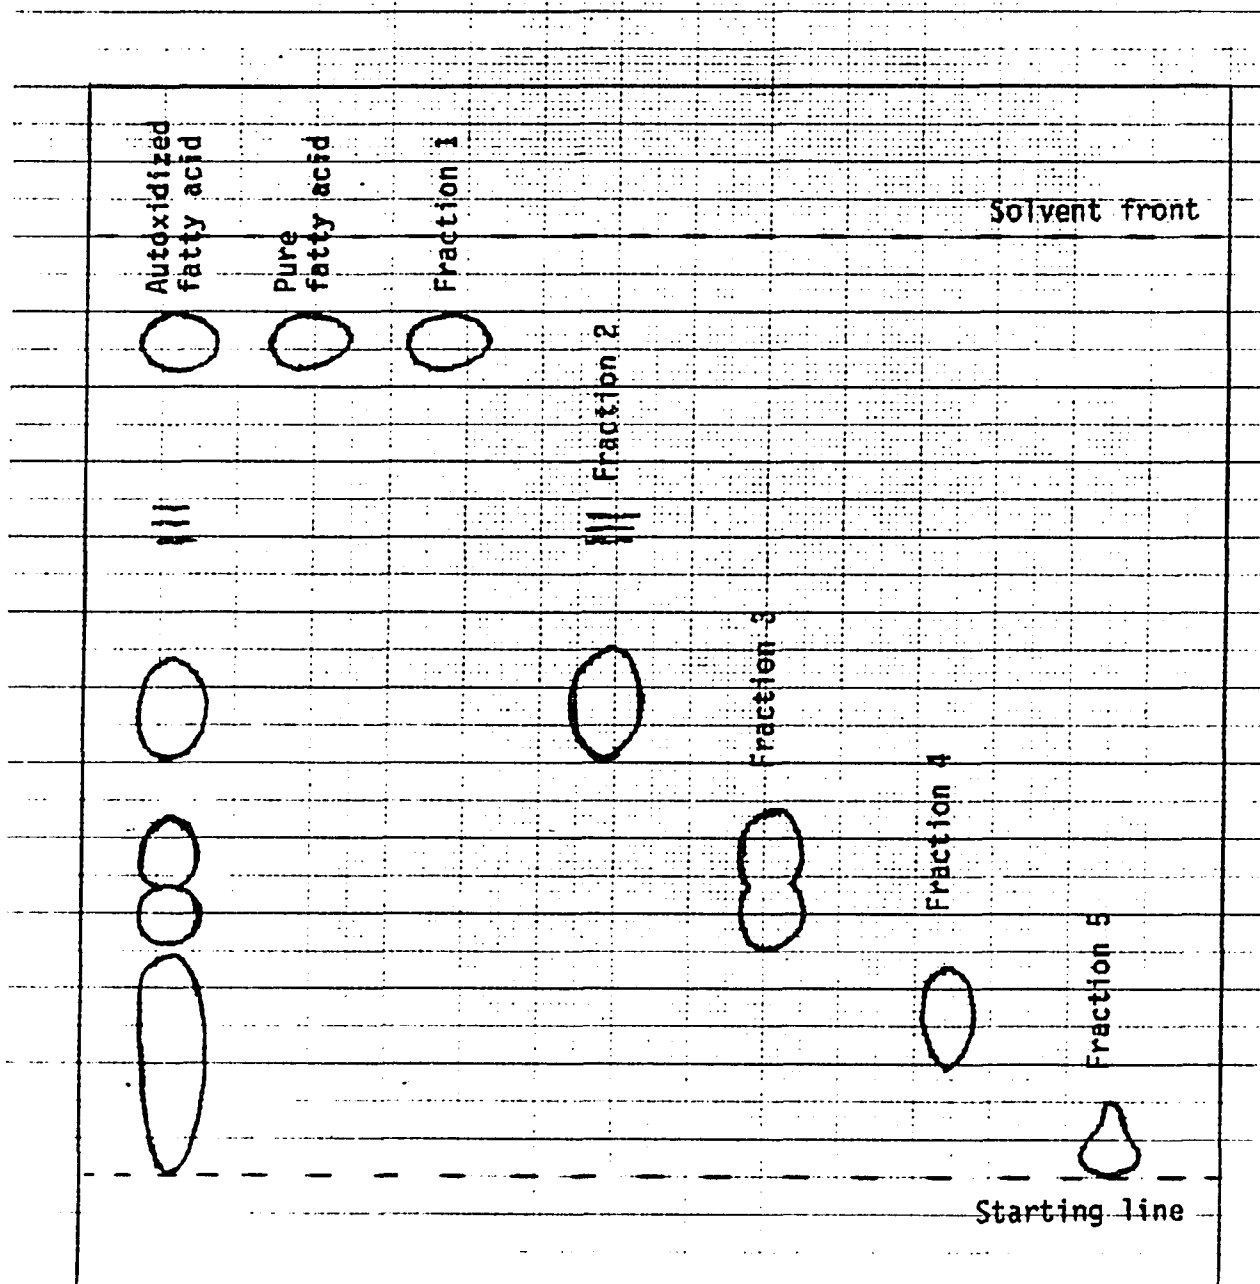 Autoxidized
fatty acid
Pure
fatty acid
Fraction 1
Solvent front
Fraction 2
Fraction 3
Fraction 4
Fraction 5
Starting line